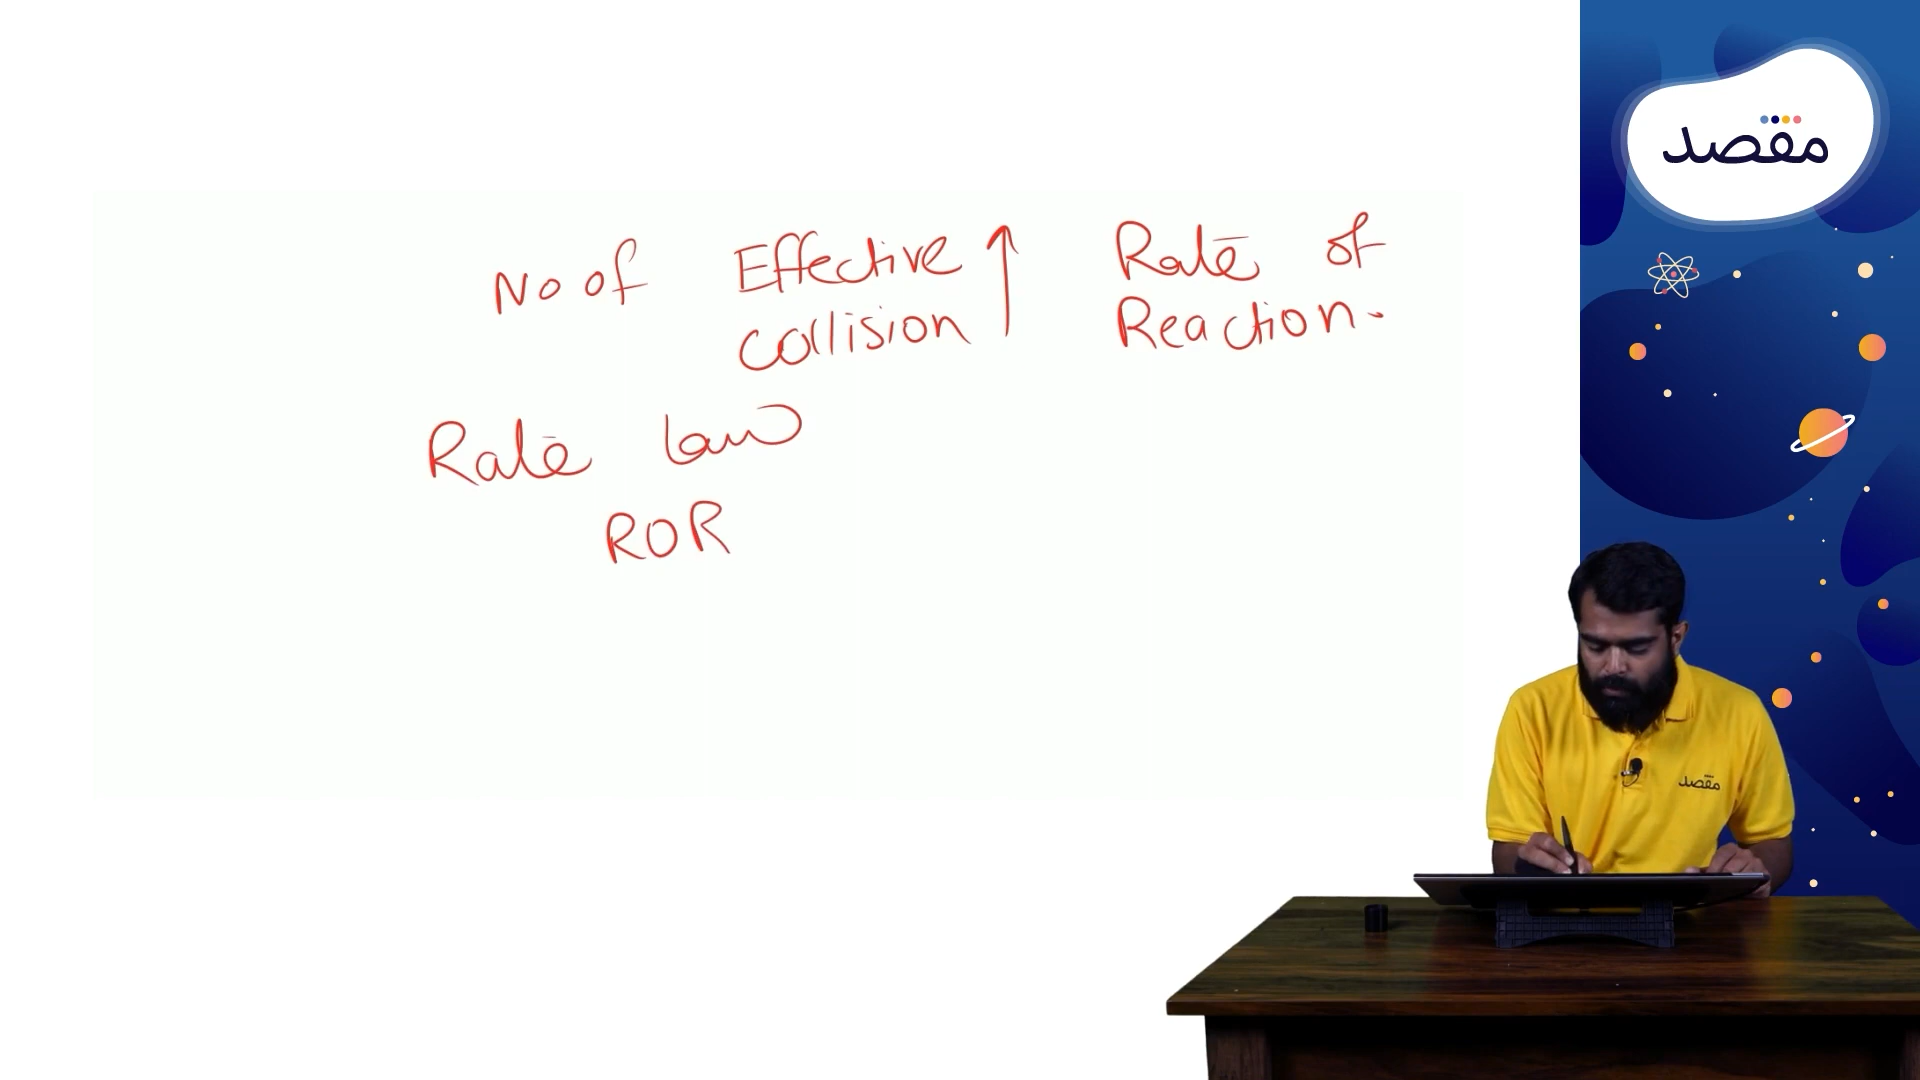 No of Effective ↑ Rate of
collision Reaction.
Rate law
ROR
مقصد
مقصد